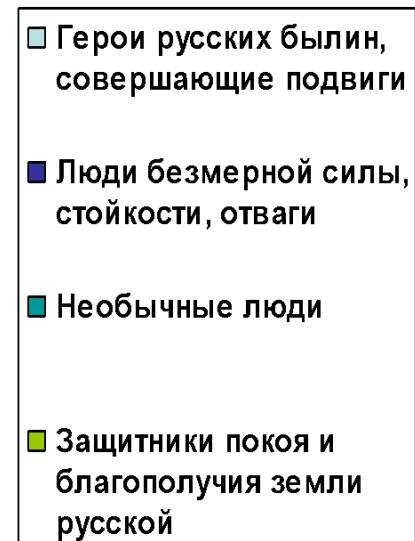 Герои русских былин,
совершающие подвиги
Люди безмерной силы,
стойкости, отваги
Необычные люди
Защитники покоя и
благополучия земли
русской